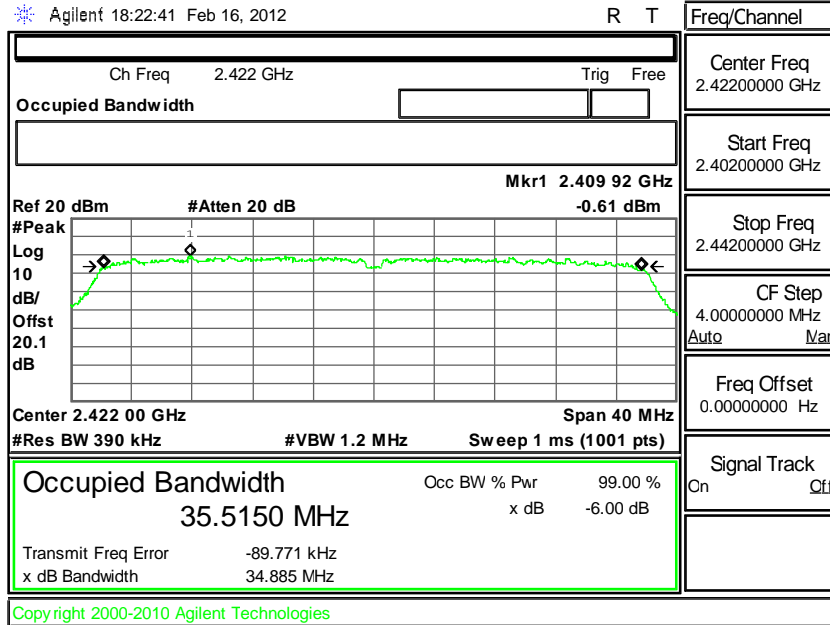 Agilent 18:22:41 Feb 16, 2012 R T
Freq/Channel
Ch Freq 2.422 GHz Trig Free
Occupied Bandwidth
Center Freq
2.42200000 GHz
Start Freq
2.40200000 GHz
Stop Freq
2.44200000 GHz
CF Step
4.00000000 MHz
Auto Man
Freq Offset
0.00000000 Hz
Signal Track
On Off
Mkr1 2.409 92 GHz
Ref 20 dBm #Atten 20 dB -0.61 dBm
#Peak
Log
10
dB/
Offst
20.1
dB
1
Center 2.422 00 GHz Span 40 MHz
#Res BW 390 kHz #VBW 1.2 MHz Sweep 1 ms (1001 pts)
Occupied Bandwidth Occ BW % Pwr 99.00 %
35.5150 MHz x dB -6.00 dB
Transmit Freq Error -89.771 kHz
x dB Bandwidth 34.885 MHz
Copyright 2000-2010 Agilent Technologies